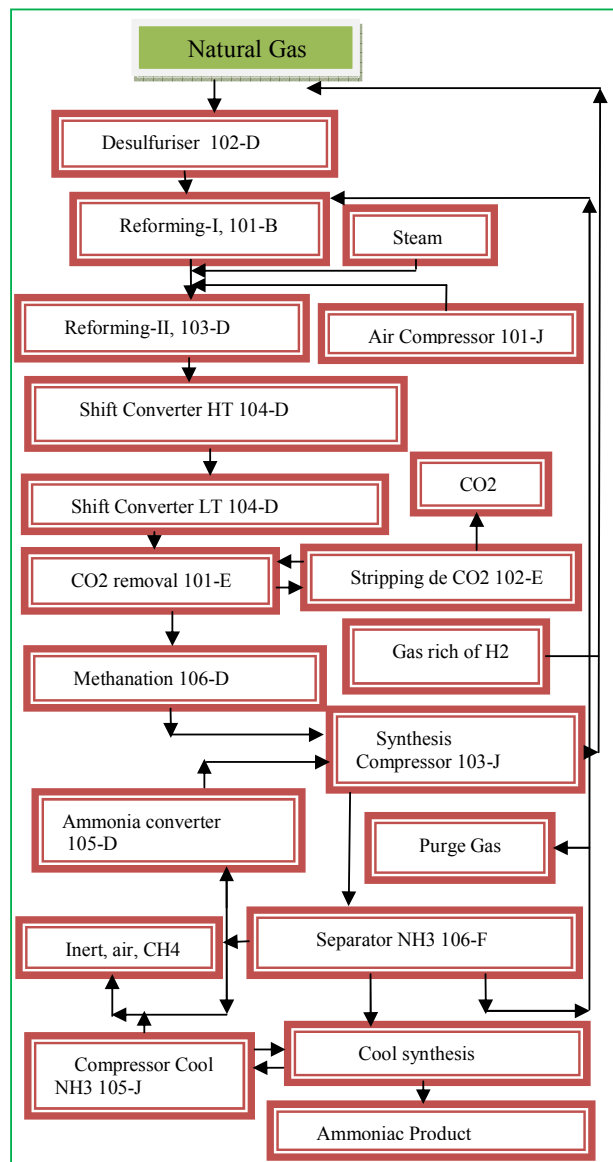 Natural Gas
Desulfuriser 102-D
Reforming-I, 101-B
Steam
Reforming-II, 103-D
Air Compressor 101-J
Shift Converter HT 104-D
CO2
Shift Converter LT 104-D
CO2 removal 101-E
Stripping de CO2 102-E
Gas rich of H2
Methanation 106-D
Synthesis
Compressor 103-J
Ammonia converter
105-D
Purge Gas
Inert, air, CH4
Separator NH3 106-F
Compressor Cool
NH3 105-J
Cool synthesis
Ammoniac Product